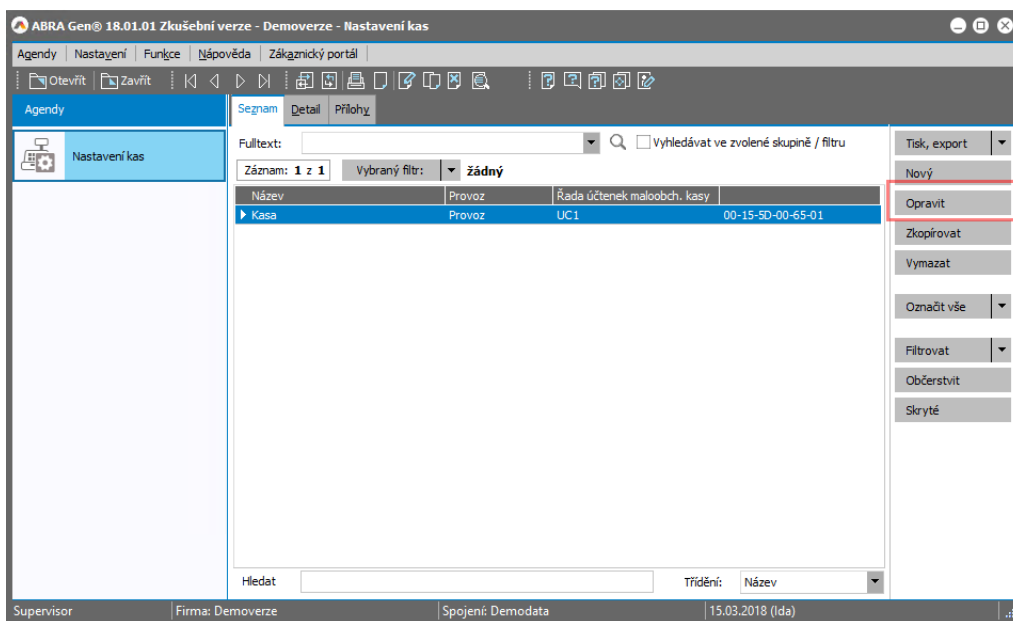 ABRA Gen® 18.01.01 Zkušební verze - Demoverze - Nastavení kas
Agendy Nastavení Funkce Nápověda Zákaznický portál
Otevřít Zavřít
Agendy
Seznam Detail Přílohy
Nastavení kas
Fulltext: Vyhledávat ve zvolené skupině / filtru
Záznam: 1 z 1 Vybraný filtr: žádný
Název Provoz Řada účtenek maloobch. kasy
Kasa Provoz UC1 00-15-5D-00-65-01
Tisk, export
Nový
Opravit
Zkopírovat
Vymazat
Označit vše
Filtrovat
Občerstvit
Skryté
Hledat Třídění: Název
Supervisor Firma: Demoverze Spojení: Demodata 15.03.2018 (Ida)